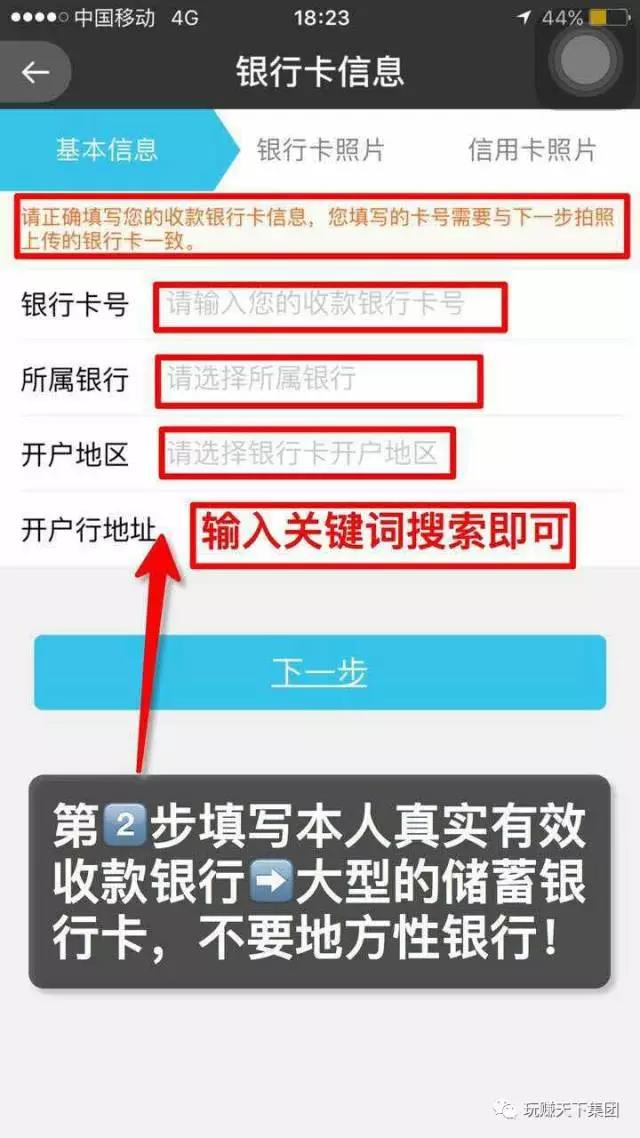 中国移动 4G 18:23 44%
银行卡信息
基本信息 银行卡照片 信用卡照片
请正确填写您的收款银行卡信息，您填写的卡号需要与下一步拍照
上传的银行卡一致。
银行卡号 请输入您的收款银行卡号
所属银行 请选择所属银行
开户地区 请选择银行卡开户地区
开户行地址 输入关键词搜索即可
下一步
第2️⃣步填写本人真实有效
收款银行➡️大型的储蓄银
行卡，不要地方性银行！
玩赚天下集团